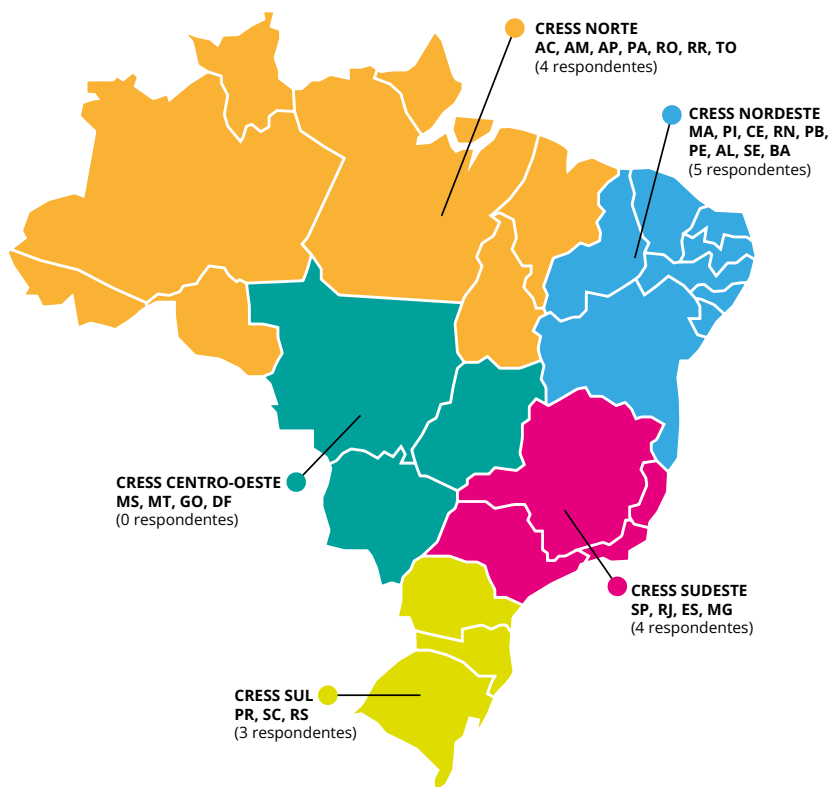 CRESS NORTE
AC, AM, AP, PA, RO, RR, TO
(4 respondentes)
CRESS NORDESTE
MA, PI, CE, RN, PB,
PE, AL, SE, BA
(5 respondentes)
CRESS CENTRO-OESTE
MS, MT, GO, DF
(0 respondentes)
CRESS SUDESTE
SP, RJ, ES, MG
(4 respondentes)
CRESS SUL
PR, SC, RS
(3 respondentes)